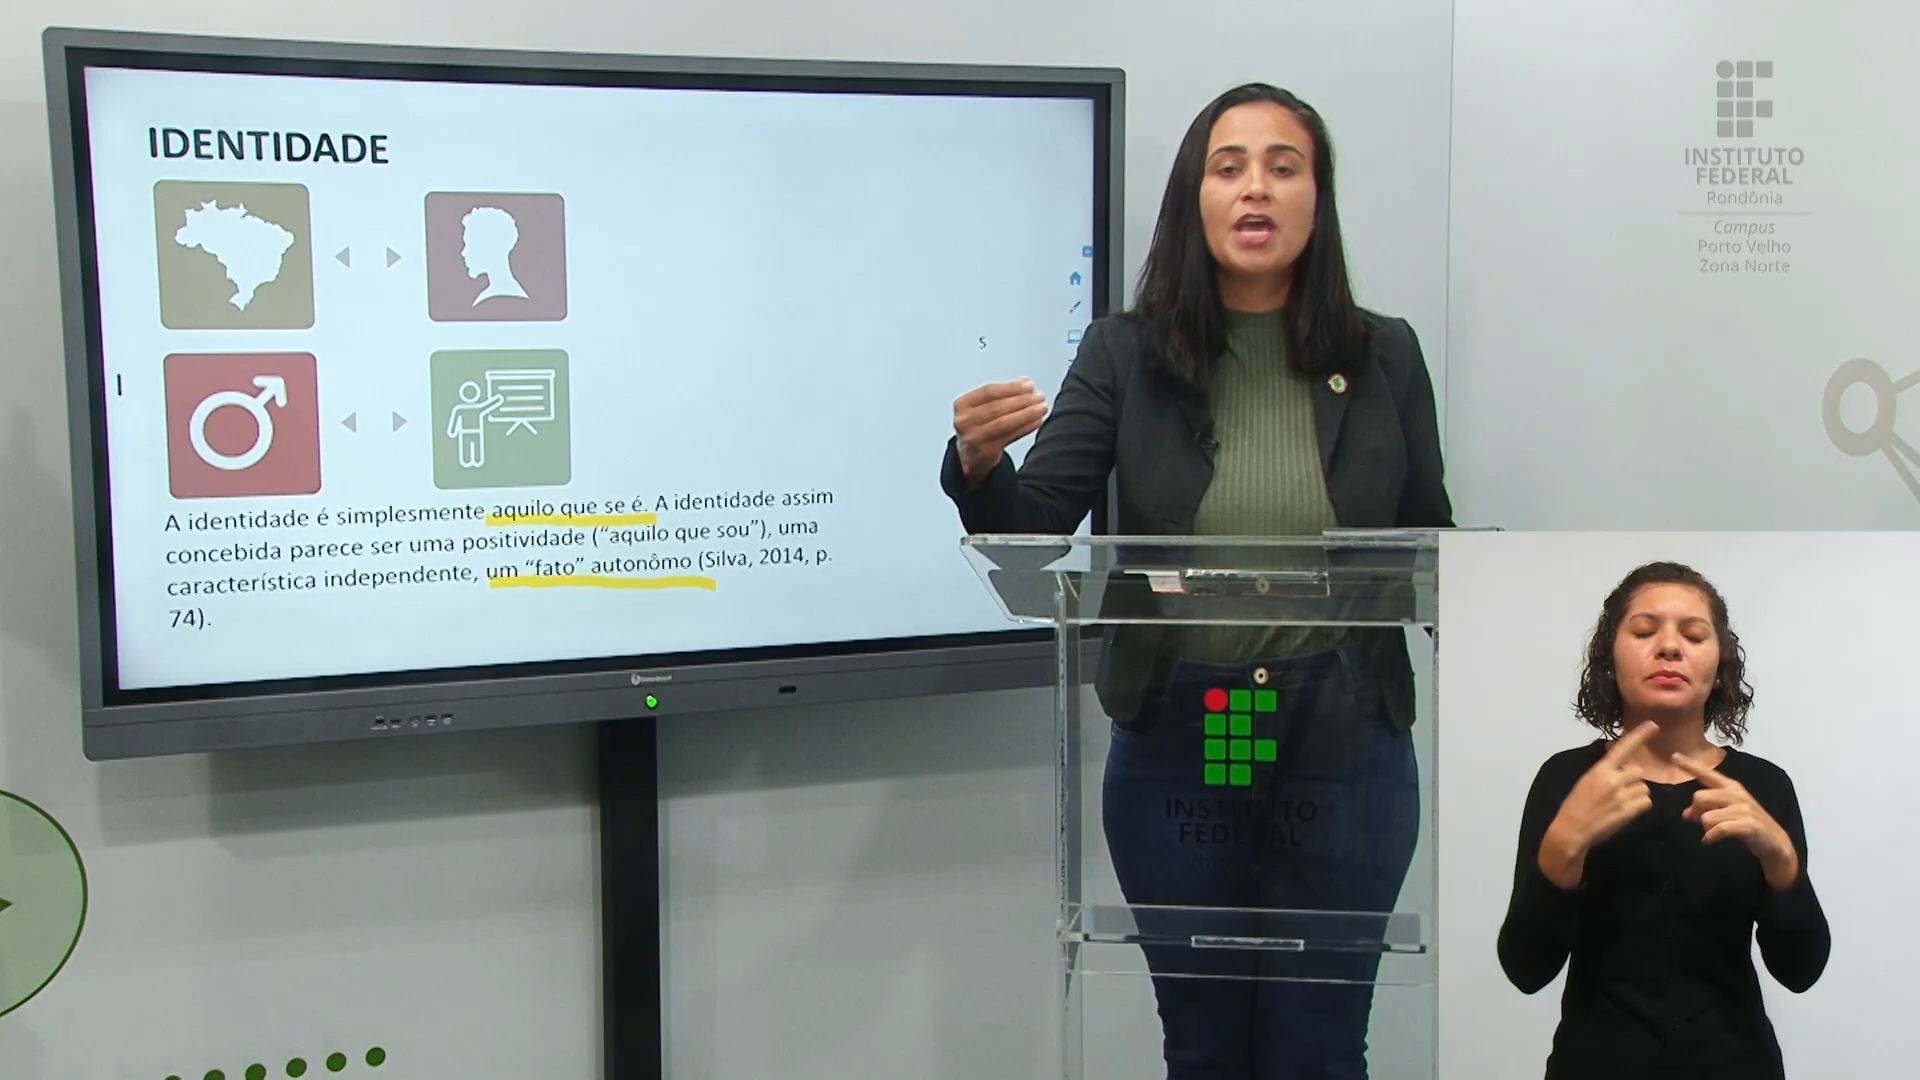 IDENTIDADE
5
A identidade é simplesmente aquilo que se é. A identidade assim
concebida parece ser uma positividade (“aquilo que sou”), uma
característica independente, um “fato” autonômo (Silva, 2014, p.
74).
INSTITUTO
FEDERAL
Rondônia
Campus
Porto Velho
Zona Norte
INSTITUTO
FEDERAL